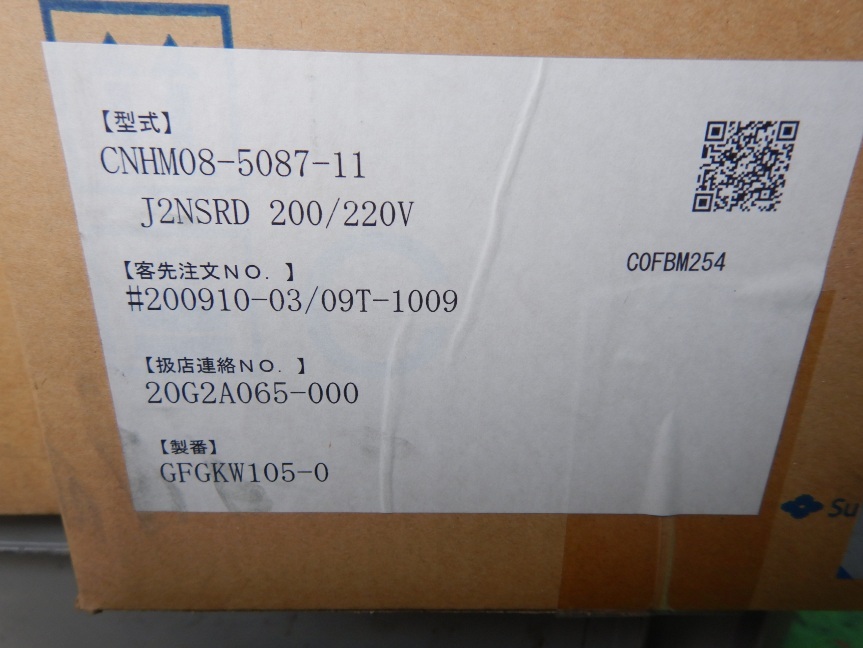 【型式】
CNHM08-5087-11
J2NSRD 200/220V
【客先注文NO．】
#200910-03/09T-1009
【扱店連絡NO．】
20G2A065-000
【製番】
GFGKW105-0
COFBM254
Su